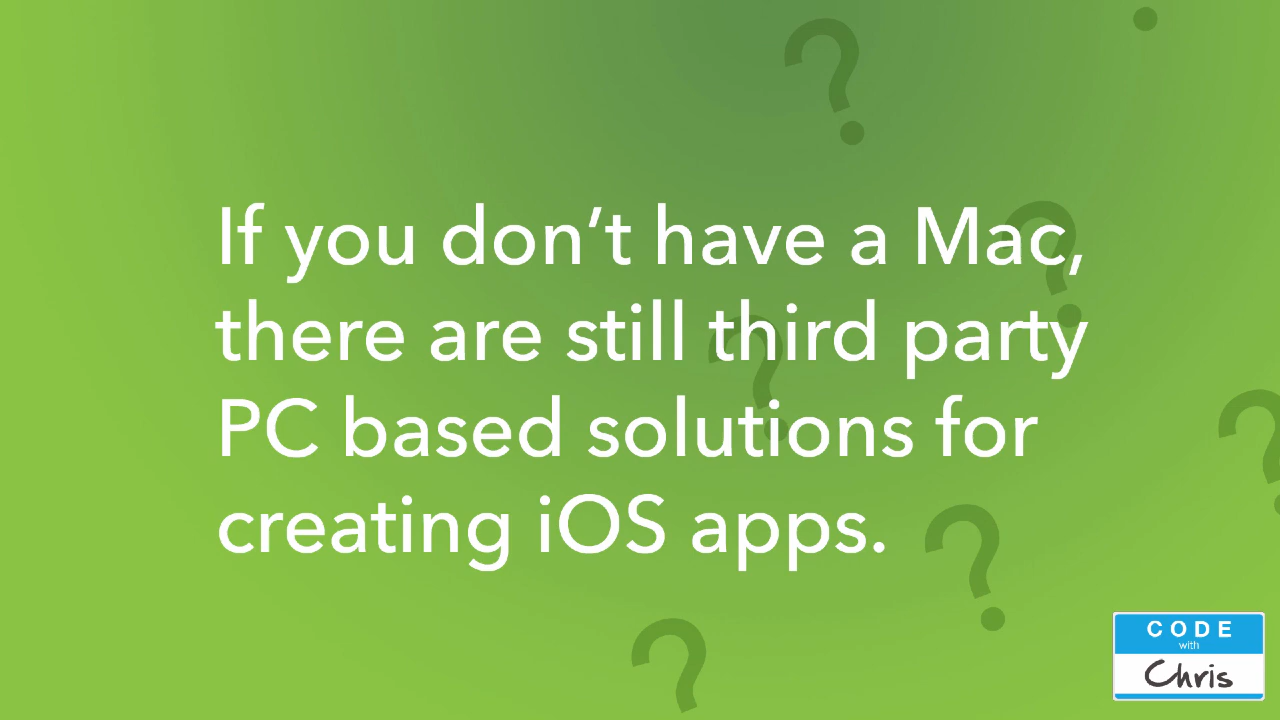 If you don’t have a Mac,
there are still third party
PC based solutions for
creating iOS apps.
CODE
with
Chris